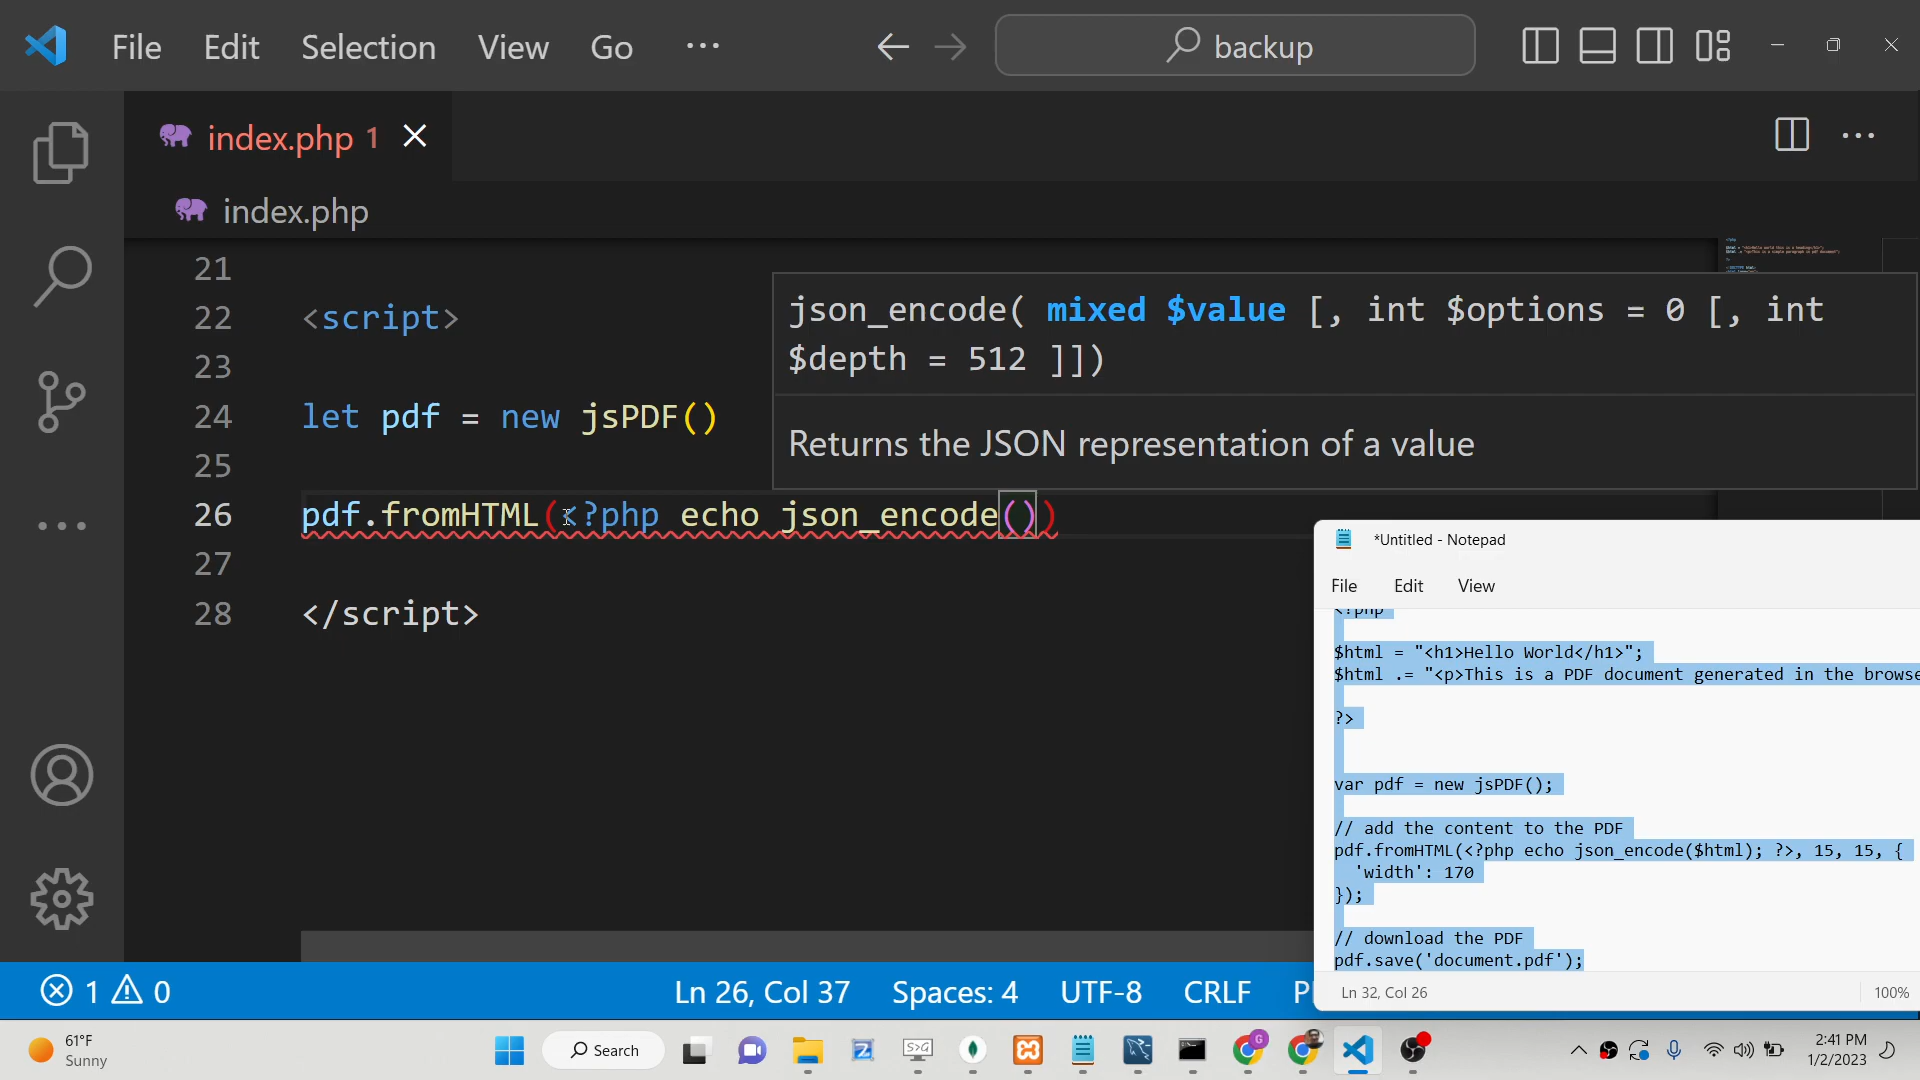 File Edit Selection View Go ··· backup
index.php 1
index.php
21
22 <script>
23
24 let pdf = new jsPDF()
25
26 pdf.fromHTML(<?php echo json_encode())
27
28 </script>
json_encode( mixed $value [, int $options = 0 [, int
$depth = 512 ]])
Returns the JSON representation of a value
*Untitled - Notepad
File Edit View
<?php
$html = "<h1>Hello World</h1>";
$html .= "<p>This is a PDF document generated in the browse
?>
var pdf = new jsPDF();
// add the content to the PDF
pdf.fromHTML(<?php echo json_encode($html); ?>, 15, 15, {
'width': 170
});
// download the PDF
pdf.save('document.pdf');
Ln 32, Col 26 100%
1 0 Ln 26, Col 37 Spaces: 4 UTF-8 CRLF
61°F
Sunny
Search
2:41 PM
1/2/2023